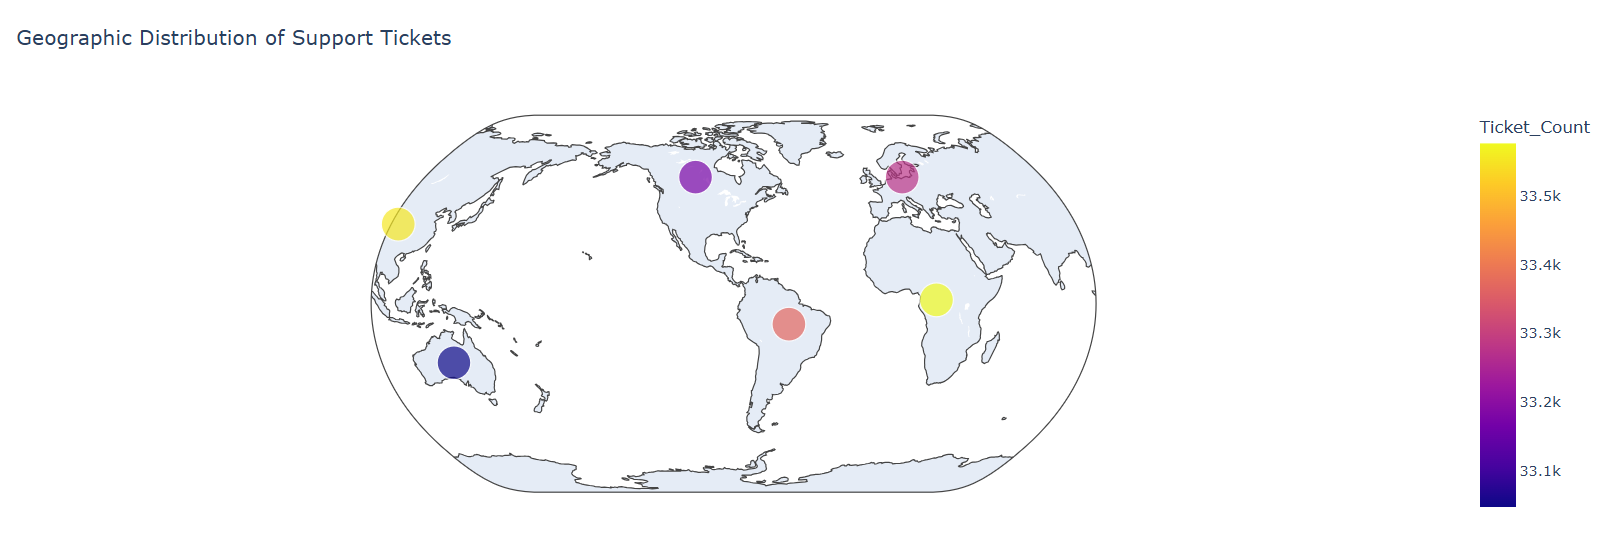 Geographic Distribution of Support Tickets
Ticket_Count
33.5k
33.4k
33.3k
33.2k
33.1k